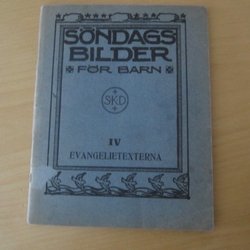 SÖNDAGS
BILDER
FÖR BARN
SKD
IV
EVANGELIETEXTERNA